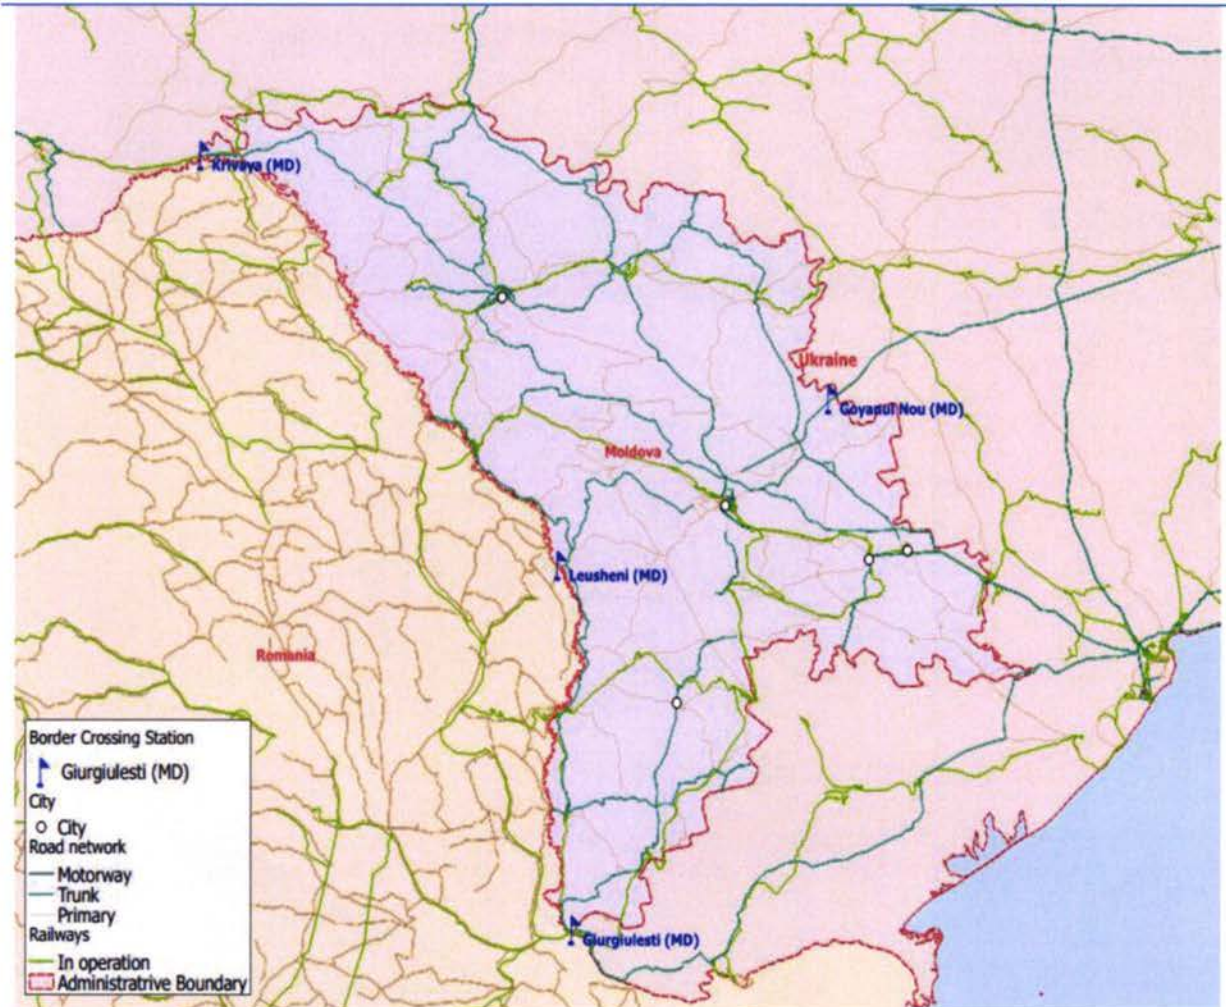 Krivaya (MD)
Ukraine
Goyanul Nou (MD)
Moldova
Leusheni (MD)
Romania
Border Crossing Station
Giurgiulesti (MD)
City
City
Road network
Motorway
Trunk
Primary
Railways
In operation
Administratrive Boundary
Giurgiulesti (MD)